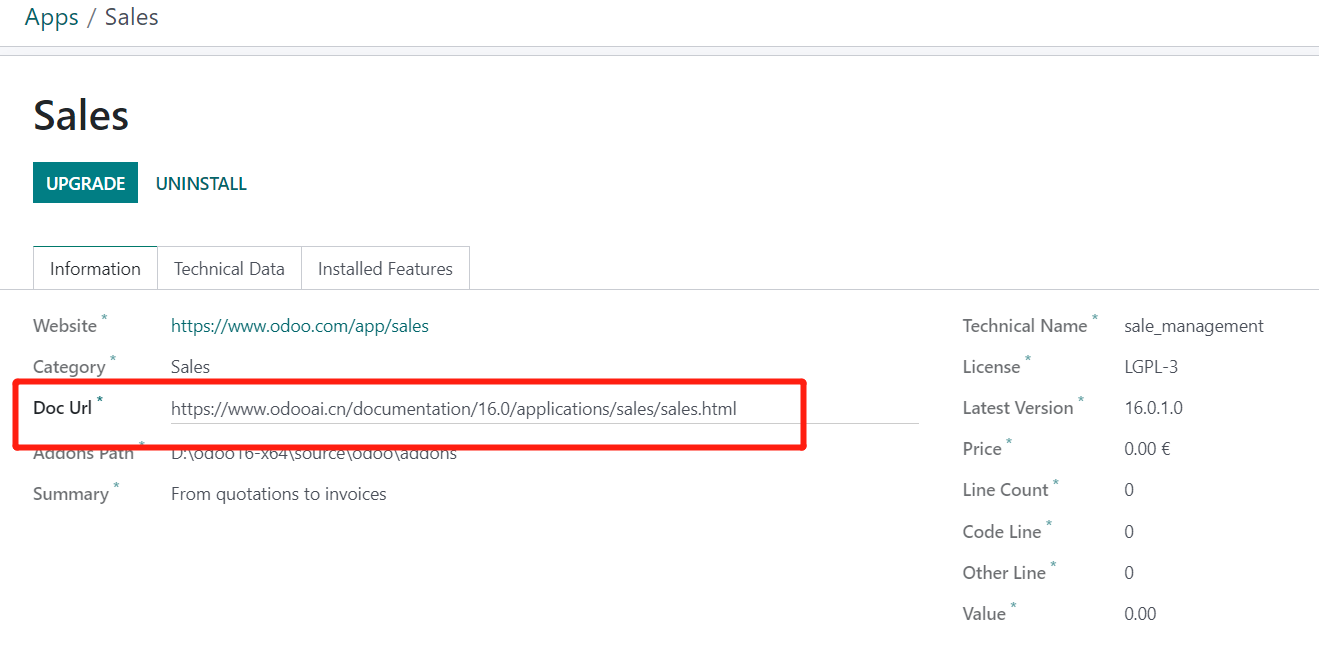 Apps / Sales
Sales
UPGRADE UNINSTALL
Information Technical Data Installed Features
Website * https://www.odoo.com/app/sales
Category * Sales
Doc Url * https://www.odooai.cn/documentation/16.0/applications/sales/sales.html
Addons Path * D:\odoo16-x64\source\odoo\addons
Summary * From quotations to invoices
Technical Name * sale_management
License * LGPL-3
Latest Version * 16.0.1.0
Price * 0.00 €
Line Count * 0
Code Line * 0
Other Line * 0
Value * 0.00